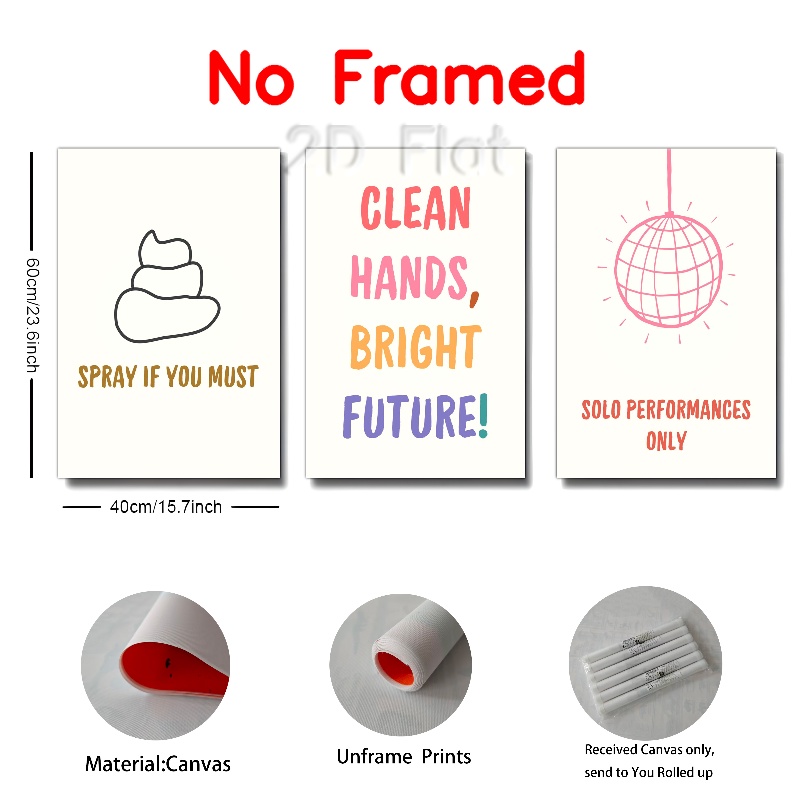 No Framed
2D Flat
60cm/23.6inch
SPRAY IF YOU MUST
CLEAN
HANDS,
BRIGHT
FUTURE!
SOLO PERFORMANCES
ONLY
40cm/15.7inch
Material:Canvas
Unframe Prints
Received Canvas only,
send to You Rolled up